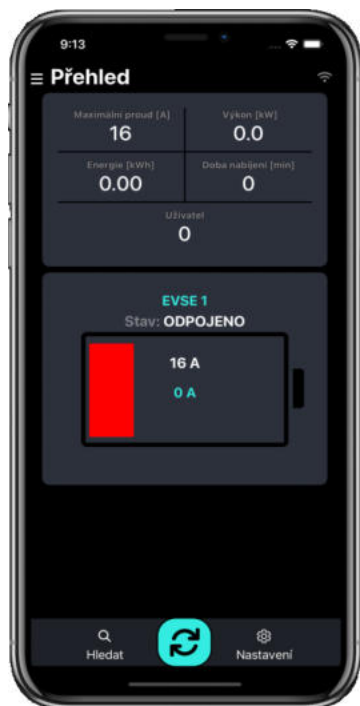 9:13
Přehled
Maximální proud [A]
16
Výkon [kW]
0.0
Energie [kWh]
0.00
Doba nabíjení [min]
0
Uživatel
0
EVSE 1
Stav: ODPOJENO
16 A
0 A
Hledat
Nastavení